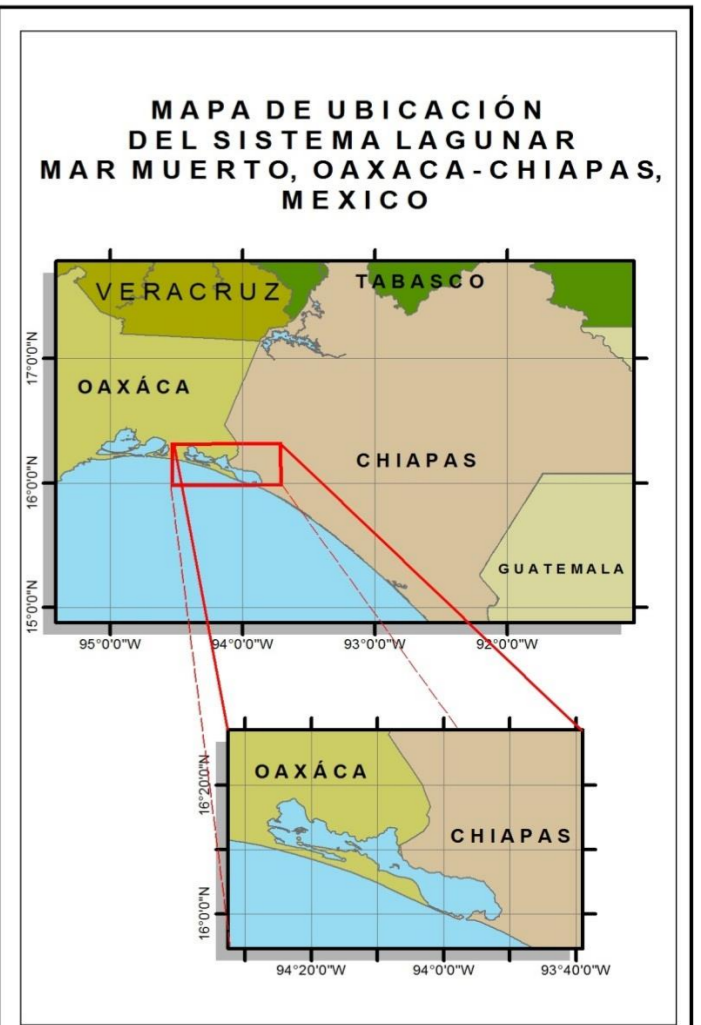 MAPA DE UBICACIÓN
DEL SISTEMA LAGUNAR
MAR MUERTO, OAXACA-CHIAPAS,
MEXICO
VERACRUZ
TABASCO
17°0'0"N
OAXÁCA
CHIAPAS
16°0'0"N
GUATEMALA
15°0'0"N
95°0'0"W
94°0'0"W
93°0'0"W
92°0'0"W
OAXÁCA
16°20'0"N
CHIAPAS
16°0'0"N
94°20'0"W
94°0'0"W
93°40'0"W